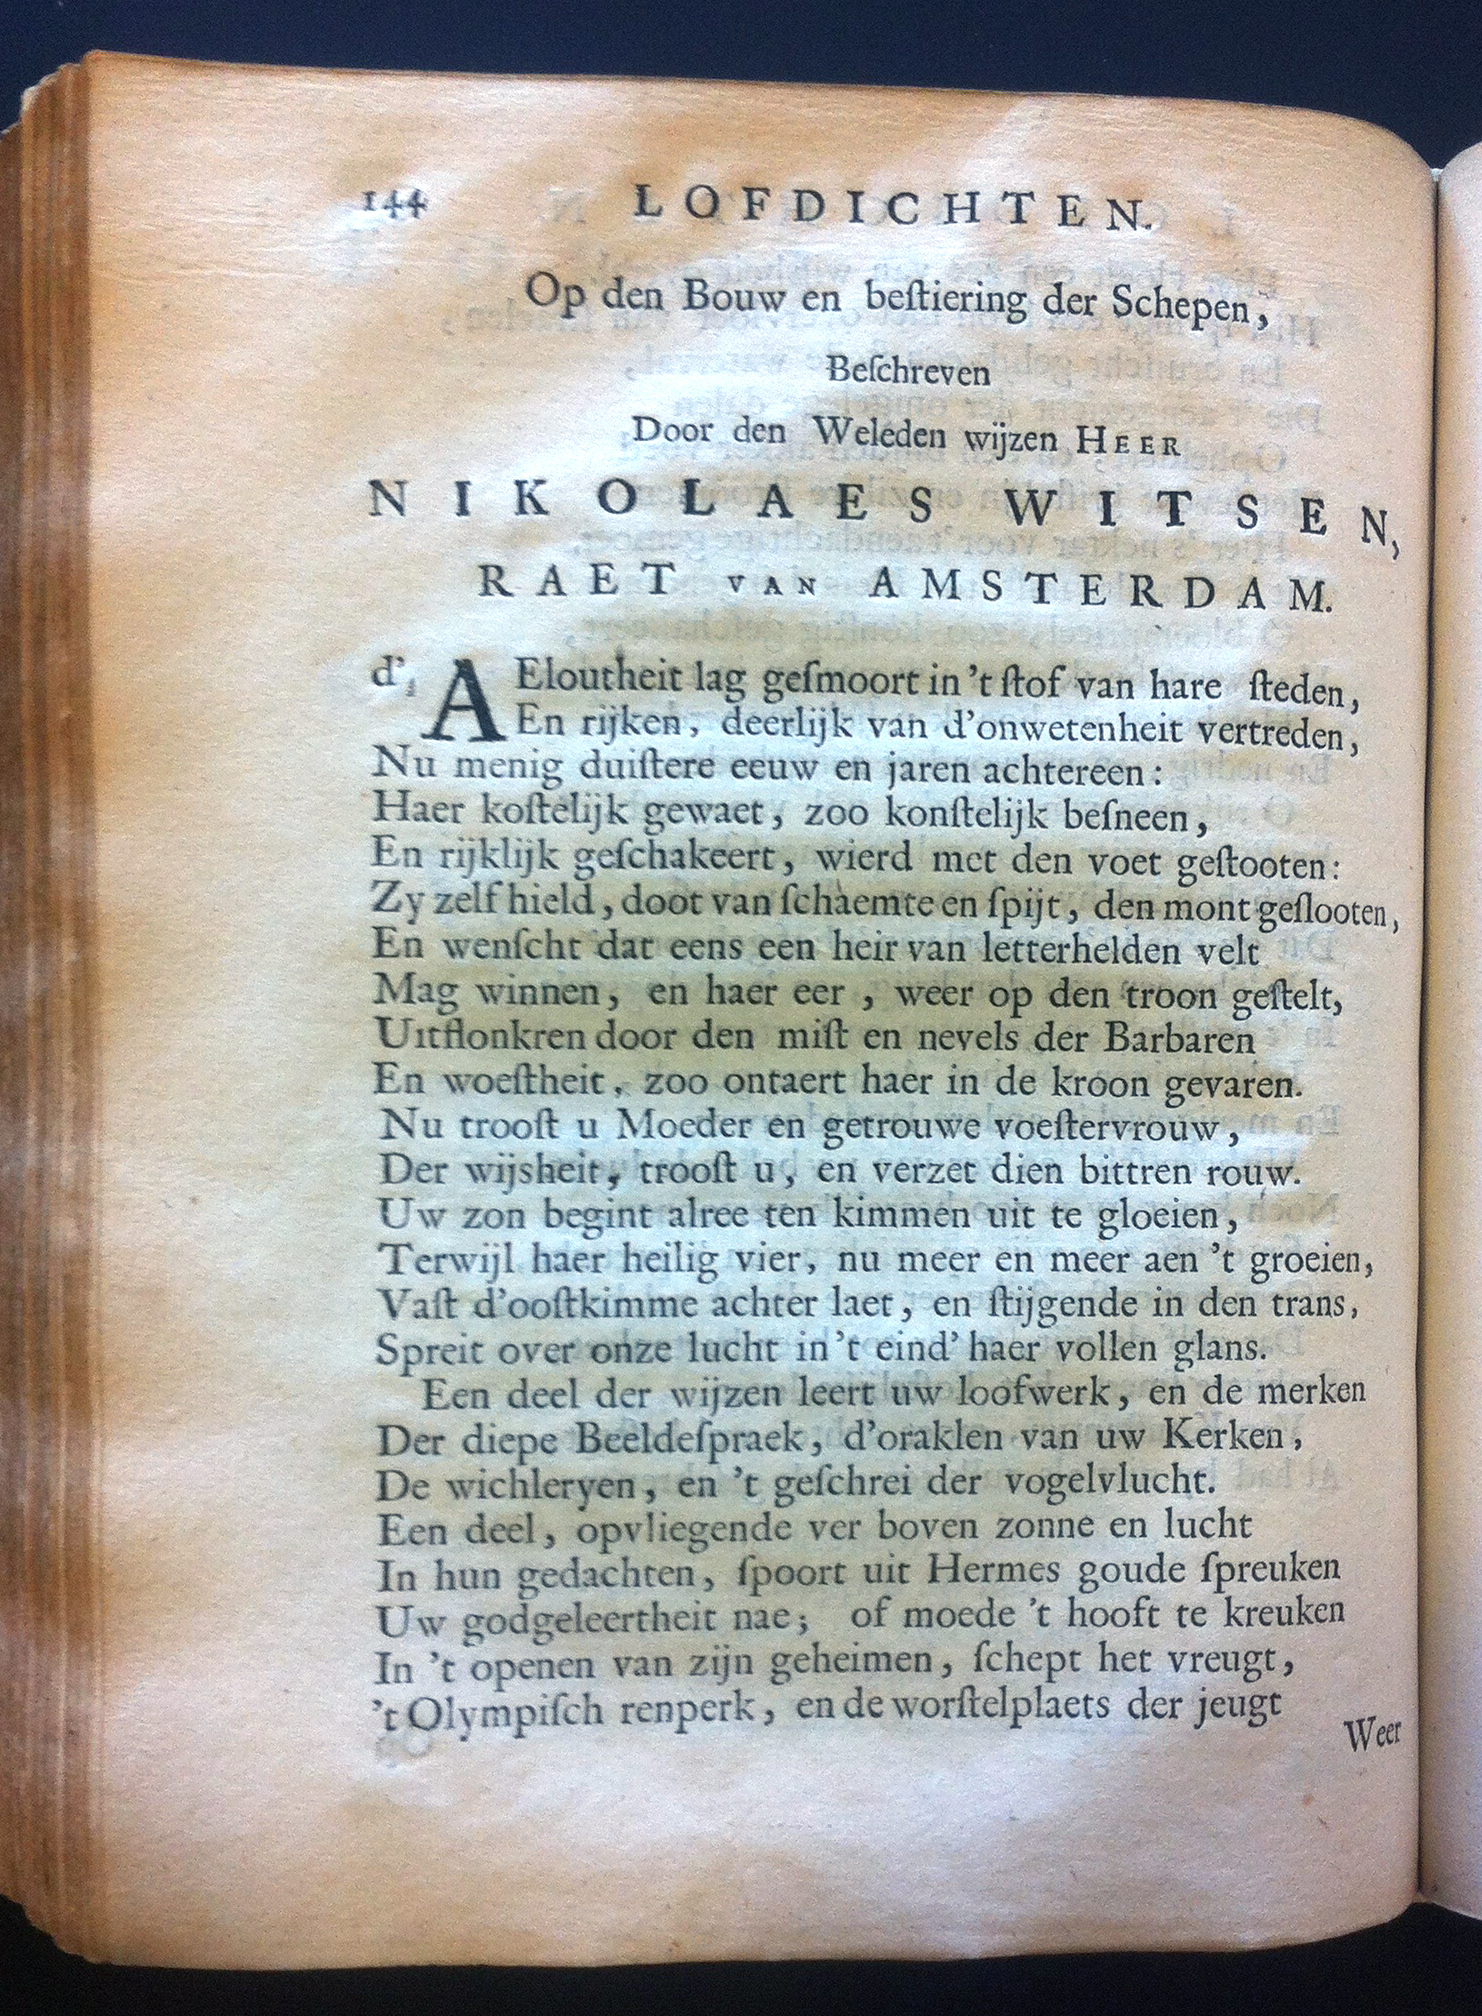 144 LOFDICHTEN.
Op den Bouw en beſtiering der Schepen,
Beſchreven
Door den Weleden wijzen HEER
NIKOLAES WITSEN,
RAET VAN AMSTERDAM.
d'AEloutheit lag geſmoort in 't ſtof van hare ſteden,
En rijken, deerlijk van d'onwetenheit vertreden,
Nu menig duiſtere eeuw en jaren achtereen:
Haer koſtelijk gewaet, zoo konſtelijk beſneen,
En rijklijk geſchakeert, wierd met den voet geſtooten:
Zy zelf hield, doot van ſchaemte en ſpijt, den mont geſlooten,
En wenſcht dat eens een heir van letterhelden velt
Mag winnen, en haer eer, weer op den troon geſtelt,
Uitflonkren door den miſt en nevels der Barbaren
En woeſtheit, zoo ontaert haer in de kroon gevaren.
Nu trooſt u Moeder en getrouwe voeſtervrouw,
Der wijsheit, trooſt u, en verzet dien bittren rouw.
Uw zon begint alree ten kimmen uit te gloeien,
Terwijl haer heilig vier, nu meer en meer aen 't groeien,
Vaſt d'ooſtkimme achter laet, en ſtijgende in den trans,
Spreit over onze lucht in 't eind' haer vollen glans.
Een deel der wijzen leert uw loofwerk, en de merken
Der diepe Beeldeſpraek, d'oraklen van uw Kerken,
De wichleryen, en 't geſchrei der vogelvlucht.
Een deel, opvliegende ver boven zonne en lucht
In hun gedachten, ſpoort uit Hermes goude ſpreuken
Uw godgeleertheit nae; of moede 't hooft te kreuken
In 't openen van zijn geheimen, ſchept het vreugt,
't Olympiſch renperk, en de worſtelplaets der jeugt
Weer